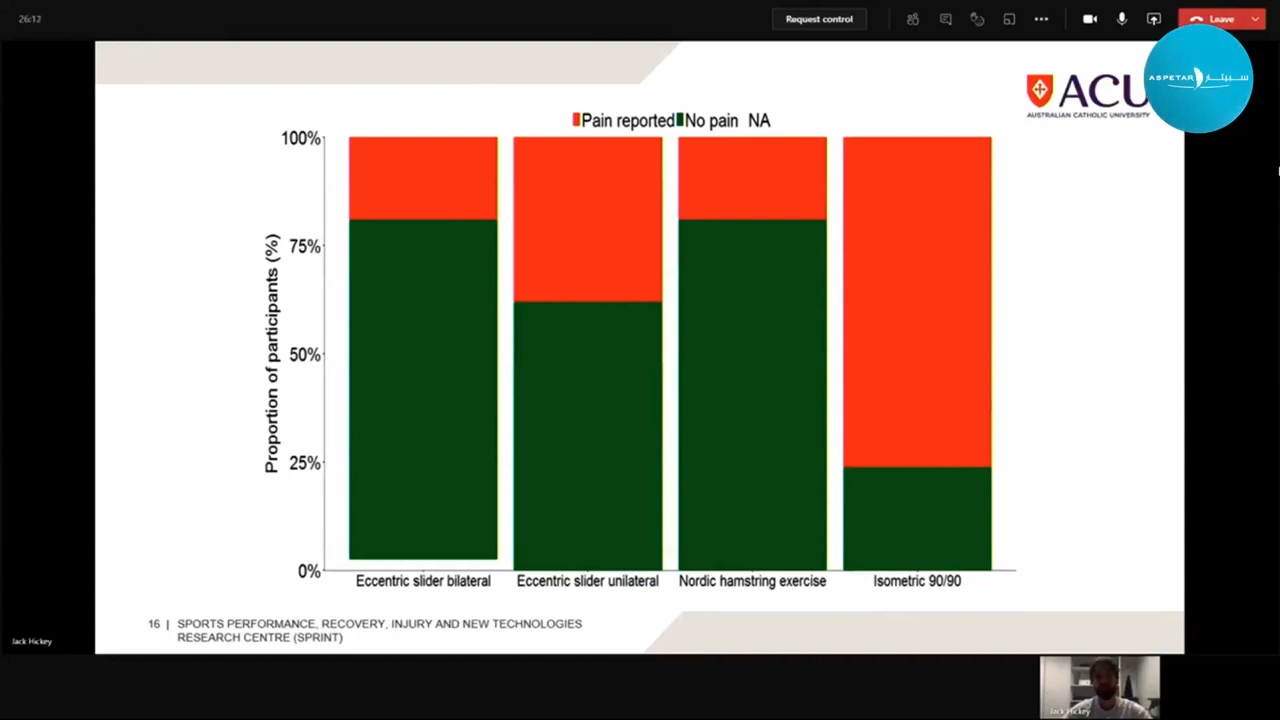 26:12
Request control
Leave
ASPETAR سبيتار
ACU
AUSTRALIAN CATHOLIC UNIVERSITY
Pain reported No pain NA
100%
75%
50%
25%
0%
Proportion of participants (%)
Eccentric slider bilateral
Eccentric slider unilateral
Nordic hamstring exercise
Isometric 90/90
16 | SPORTS PERFORMANCE, RECOVERY, INJURY AND NEW TECHNOLOGIES
RESEARCH CENTRE (SPRINT)
Jack Hickey
Jack Hickey